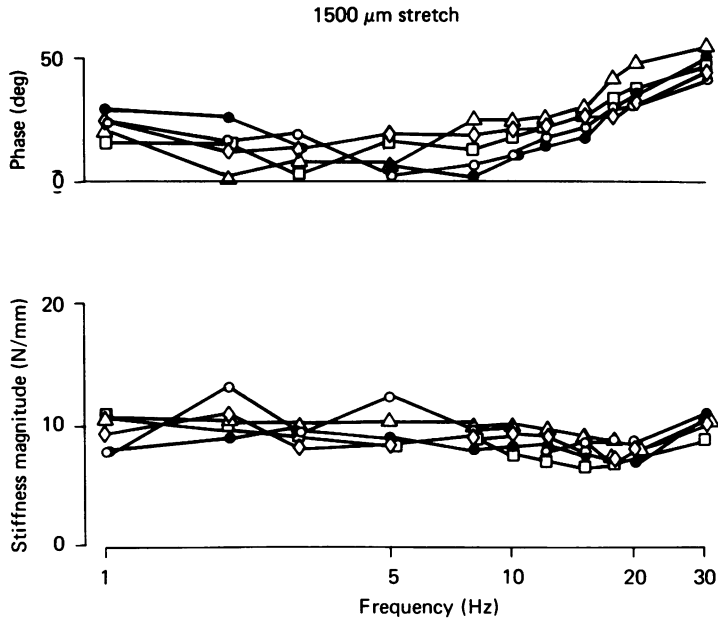 1500 µm stretch
Phase (deg)
50
0
Stiffness magnitude (N/mm)
20
10
0
1
5
10
20
30
Frequency (Hz)